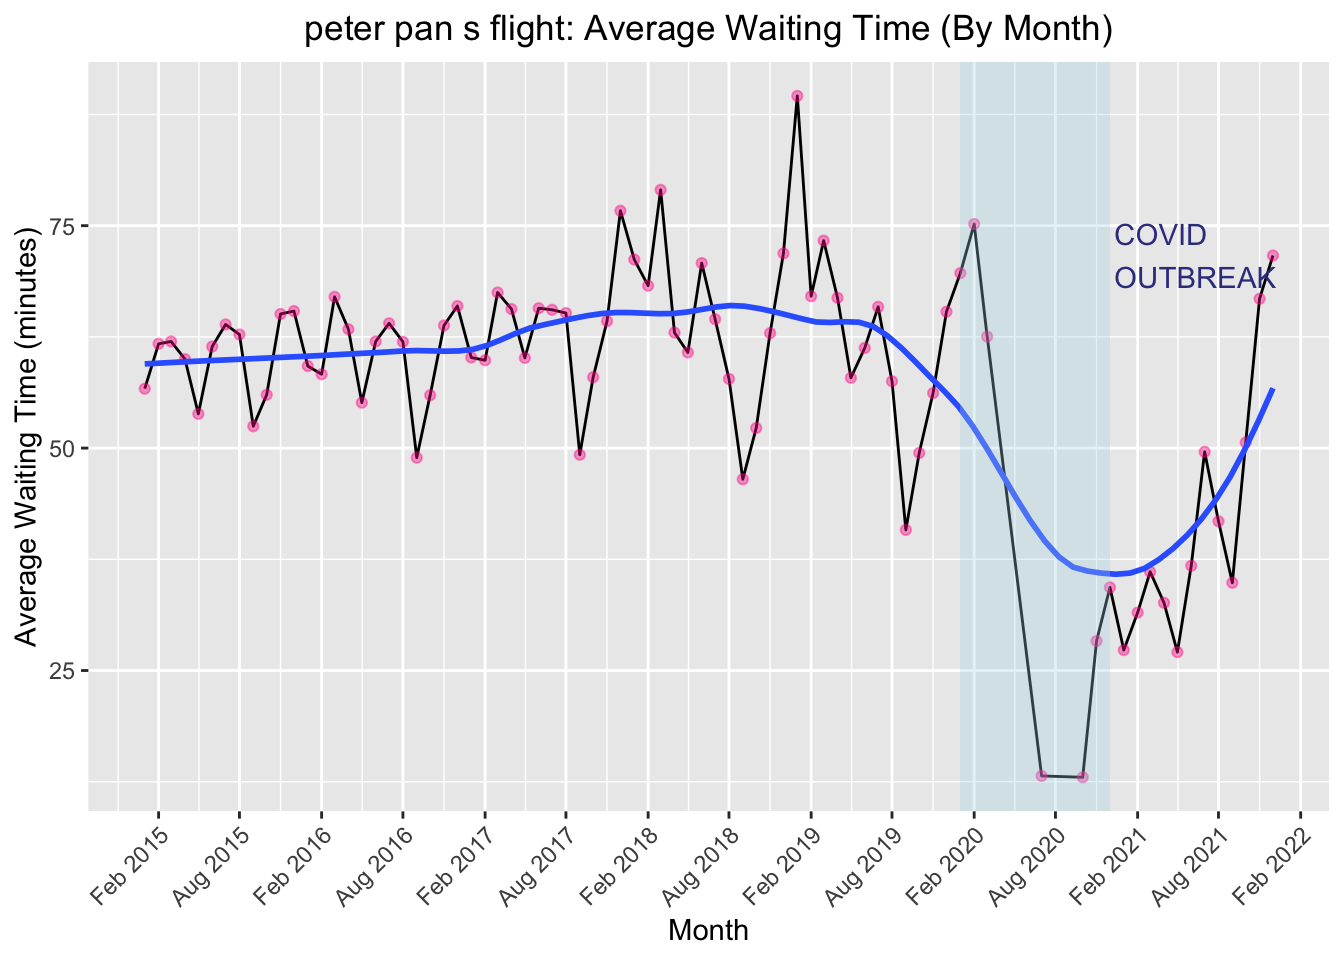 peter pan s flight: Average Waiting Time (By Month)
Average Waiting Time (minutes)
75
50
25
COVID
OUTBREAK
Feb 2015
Aug 2015
Feb 2016
Aug 2016
Feb 2017
Aug 2017
Feb 2018
Aug 2018
Feb 2019
Aug 2019
Feb 2020
Aug 2020
Feb 2021
Aug 2021
Feb 2022
Month